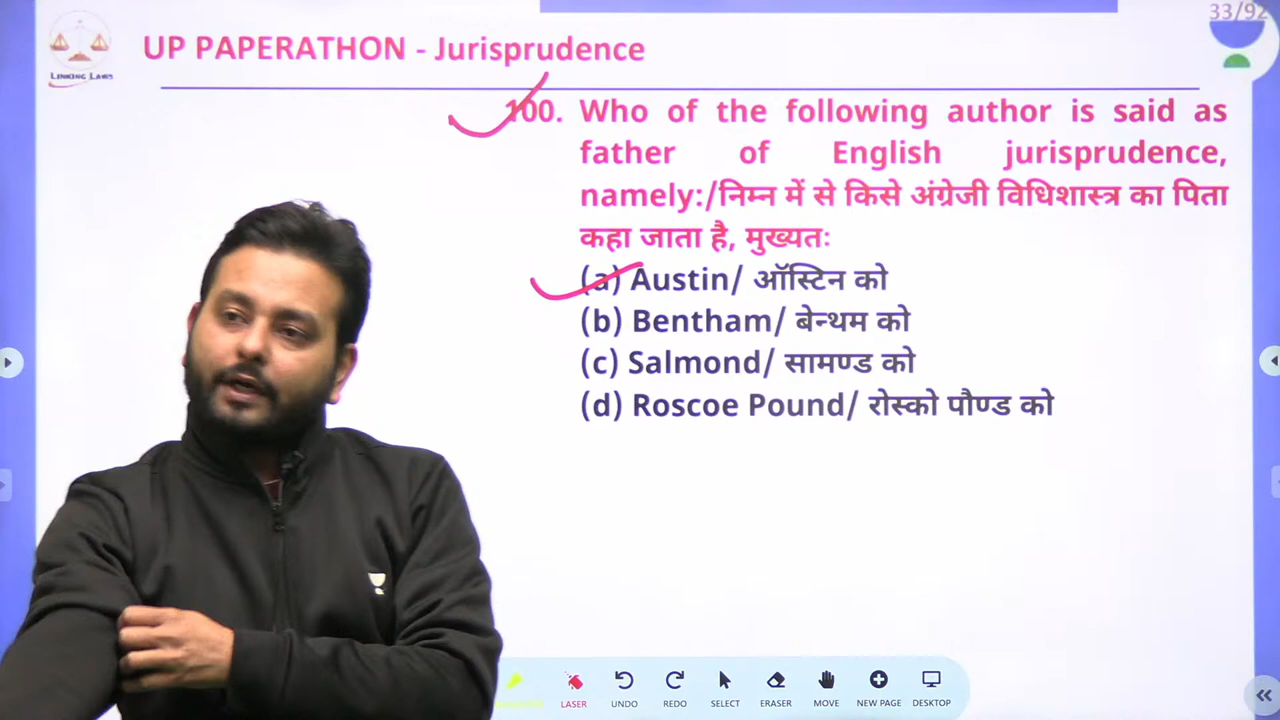 33/92
LINKING LAWS
UP PAPERATHON - Jurisprudence
100. Who of the following author is said as
father of English jurisprudence,
namely:/निम्न में से किसे अंग्रेजी विधिशास्त्र का पिता
कहा जाता है, मुख्यतः
(a) Austin/ ऑस्टिन को
(b) Bentham/ बेन्थम को
(c) Salmond/ सामण्ड को
(d) Roscoe Pound/ रोस्को पौण्ड को
LASER UNDO REDO SELECT ERASER MOVE NEW PAGE DESKTOP